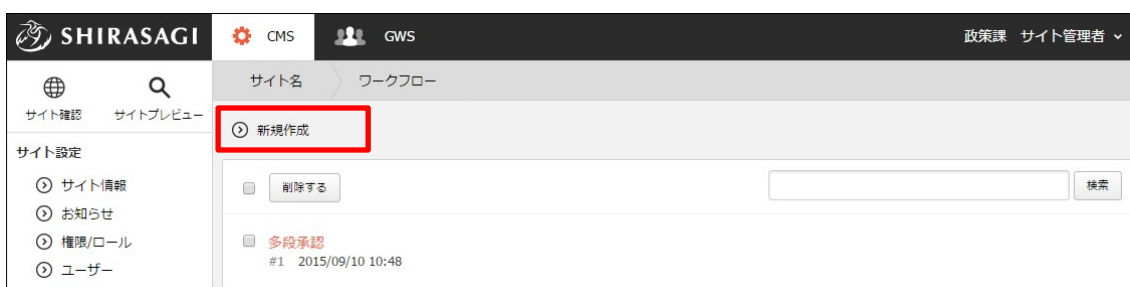 SHIRASAGI CMS GWS 政策課 サイト管理者
サイト確認 サイトプレビュー
サイト名 ワークフロー
新規作成
サイト設定
サイト情報
お知らせ
権限/ロール
ユーザー
削除する 検索
多段承認
#1 2015/09/10 10:48